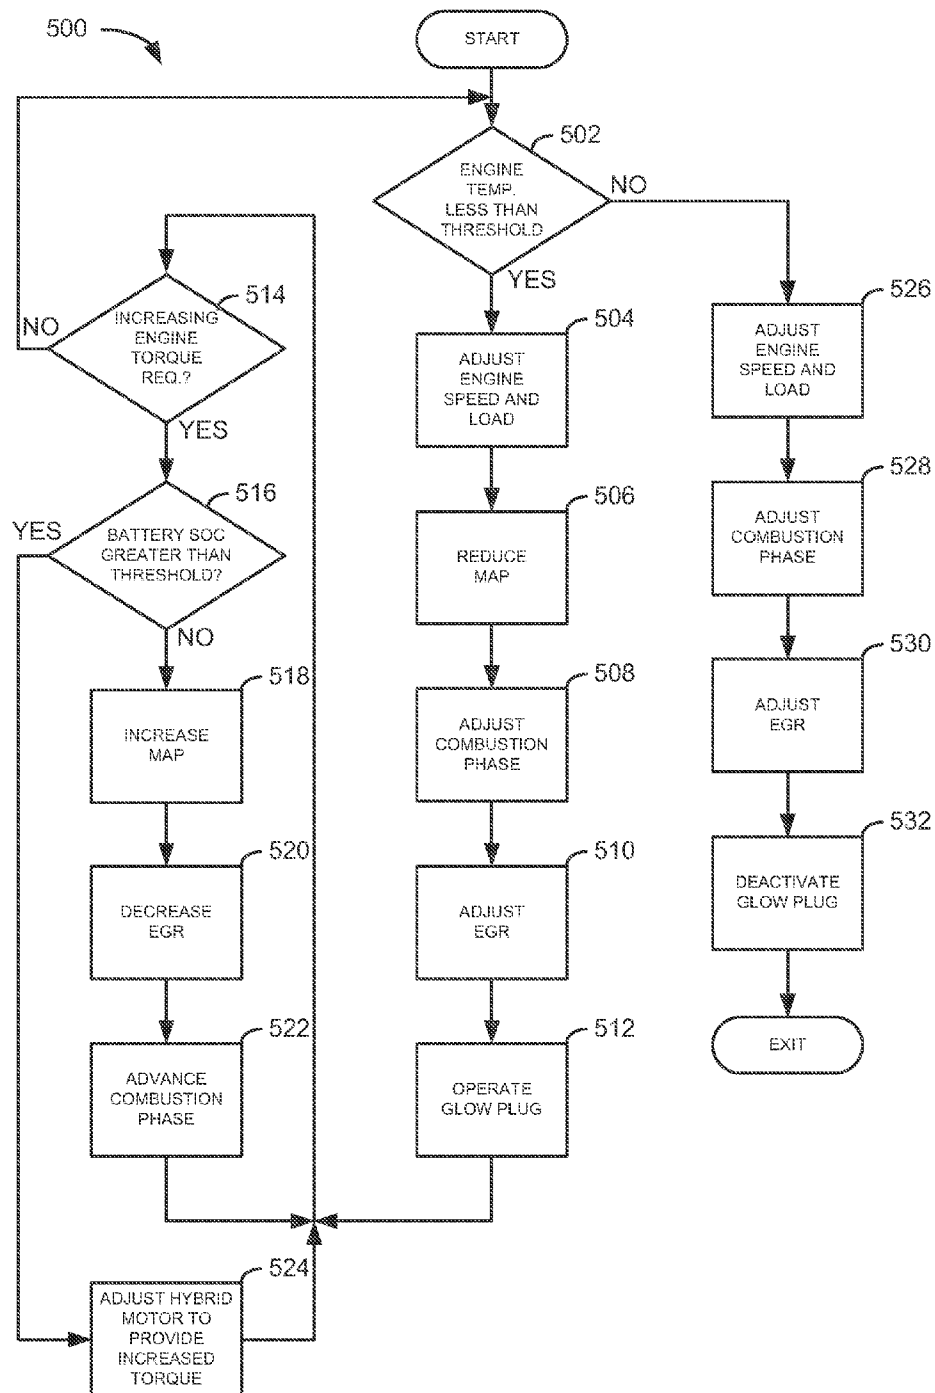 500
START
502
ENGINE
TEMP.
LESS THAN
THRESHOLD
NO
YES
514
INCREASING
ENGINE
TORQUE
REQ.?
NO
YES
516
BATTERY SOC
GREATER THAN
THRESHOLD?
YES
NO
518
INCREASE
MAP
520
DECREASE
EGR
522
ADVANCE
COMBUSTION
PHASE
524
ADJUST HYBRID
MOTOR TO
PROVIDE
INCREASED
TORQUE
504
ADJUST
ENGINE
SPEED AND
LOAD
506
REDUCE
MAP
508
ADJUST
COMBUSTION
PHASE
510
ADJUST
EGR
512
OPERATE
GLOW PLUG
526
ADJUST
ENGINE
SPEED AND
LOAD
528
ADJUST
COMBUSTION
PHASE
530
ADJUST
EGR
532
DEACTIVATE
GLOW PLUG
EXIT